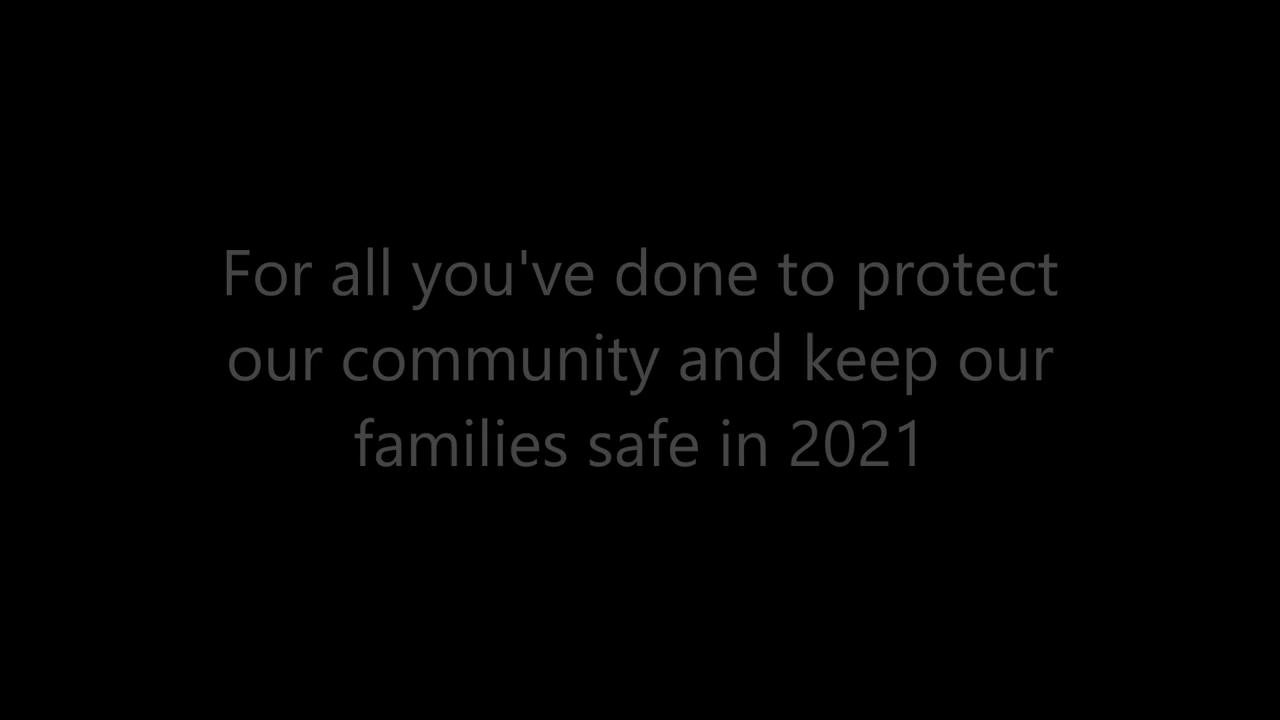 For all you've done to protect
our community and keep our
families safe in 2021